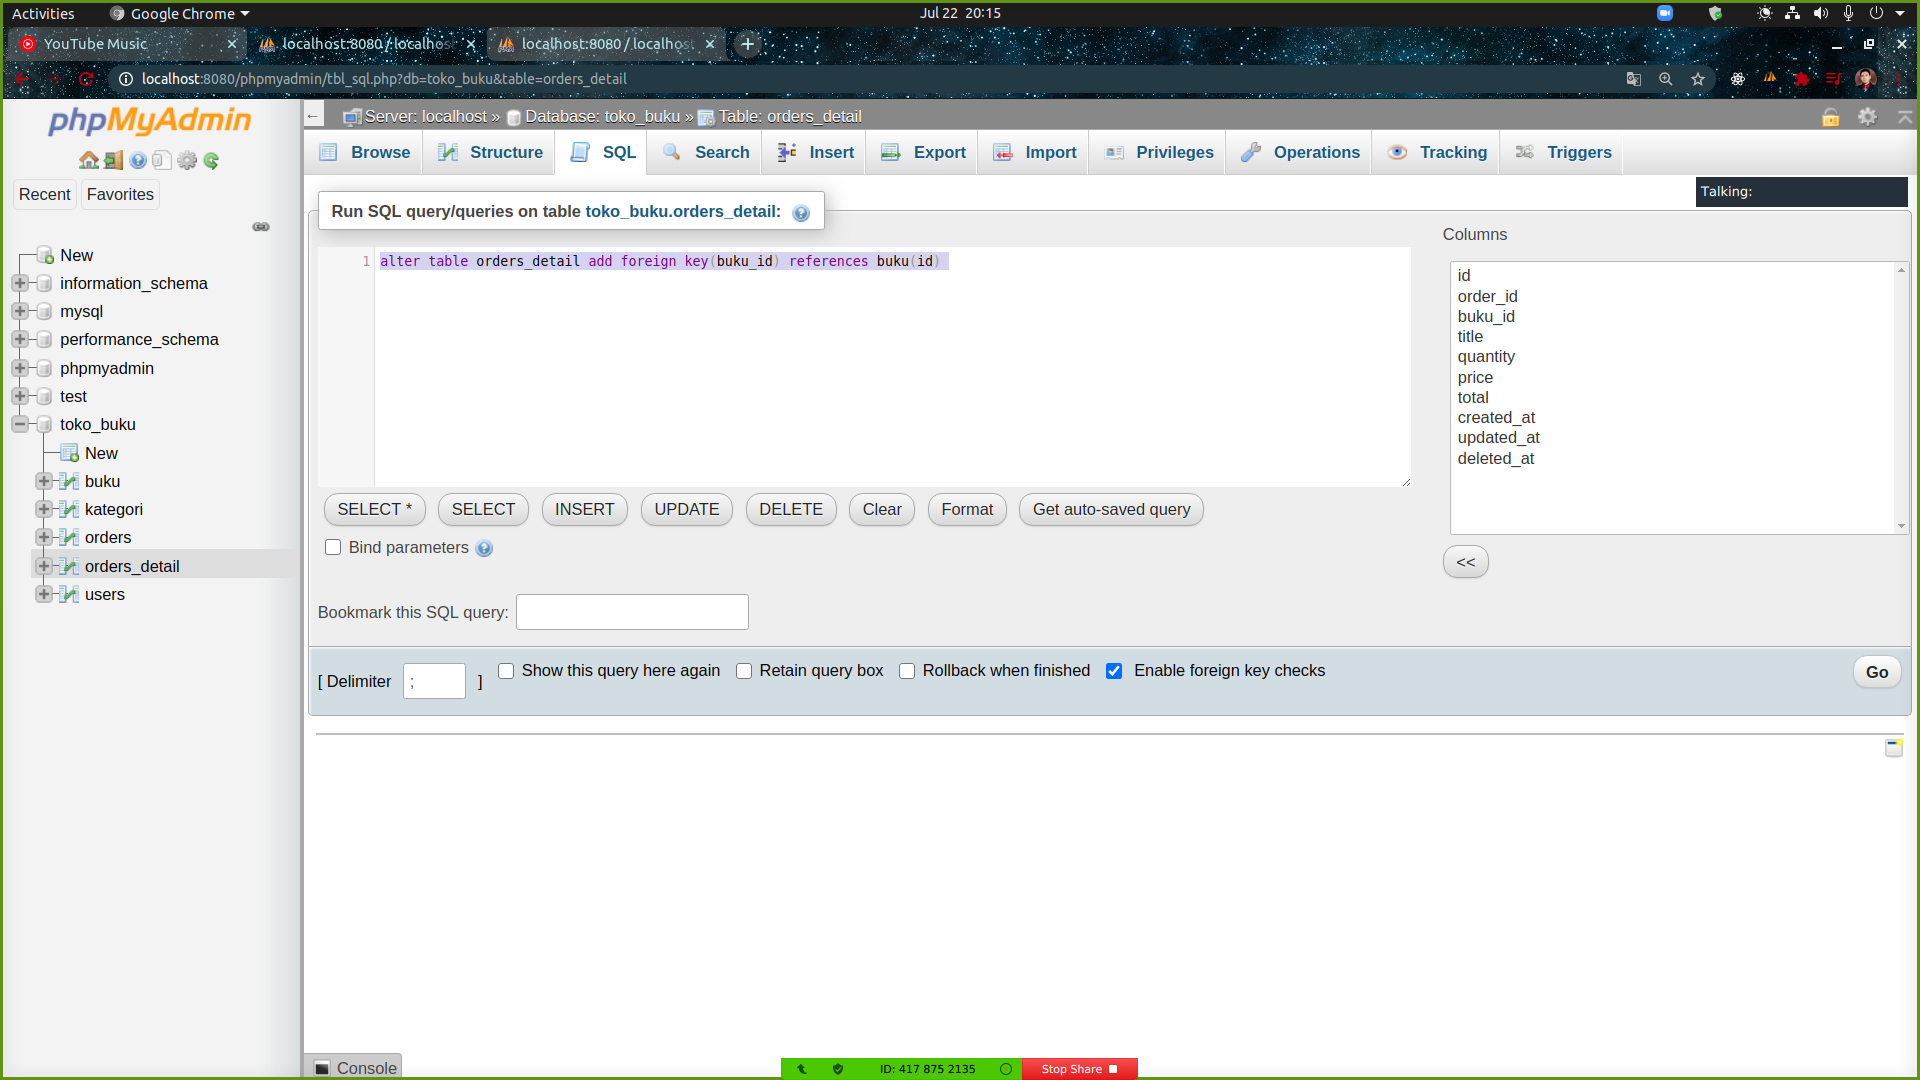 Activities
Google Chrome
Jul 22 20:15
YouTube Music
localhost:8080 / localhos
localhost:8080 / localhost
localhost:8080/phpmyadmin/tbl_sql.php?db=toko_buku&table=orders_detail
phpMyAdmin
Recent
Favorites
New
information_schema
mysql
performance_schema
phpmyadmin
test
toko_buku
New
buku
kategori
orders
orders_detail
users
Server: localhost » Database: toko_buku » Table: orders_detail
Browse
Structure
SQL
Search
Insert
Export
Import
Privileges
Operations
Tracking
Triggers
Talking:
Run SQL query/queries on table toko_buku.orders_detail:
1
alter table orders_detail add foreign key(buku_id) references buku(id)
Columns
id
order_id
buku_id
title
quantity
price
total
created_at
updated_at
deleted_at
SELECT *
SELECT
INSERT
UPDATE
DELETE
Clear
Format
Get auto-saved query
<<
Bind parameters
Bookmark this SQL query:
[ Delimiter ; ]
Show this query here again
Retain query box
Rollback when finished
Enable foreign key checks
Go
Console
ID: 417 875 2135
Stop Share